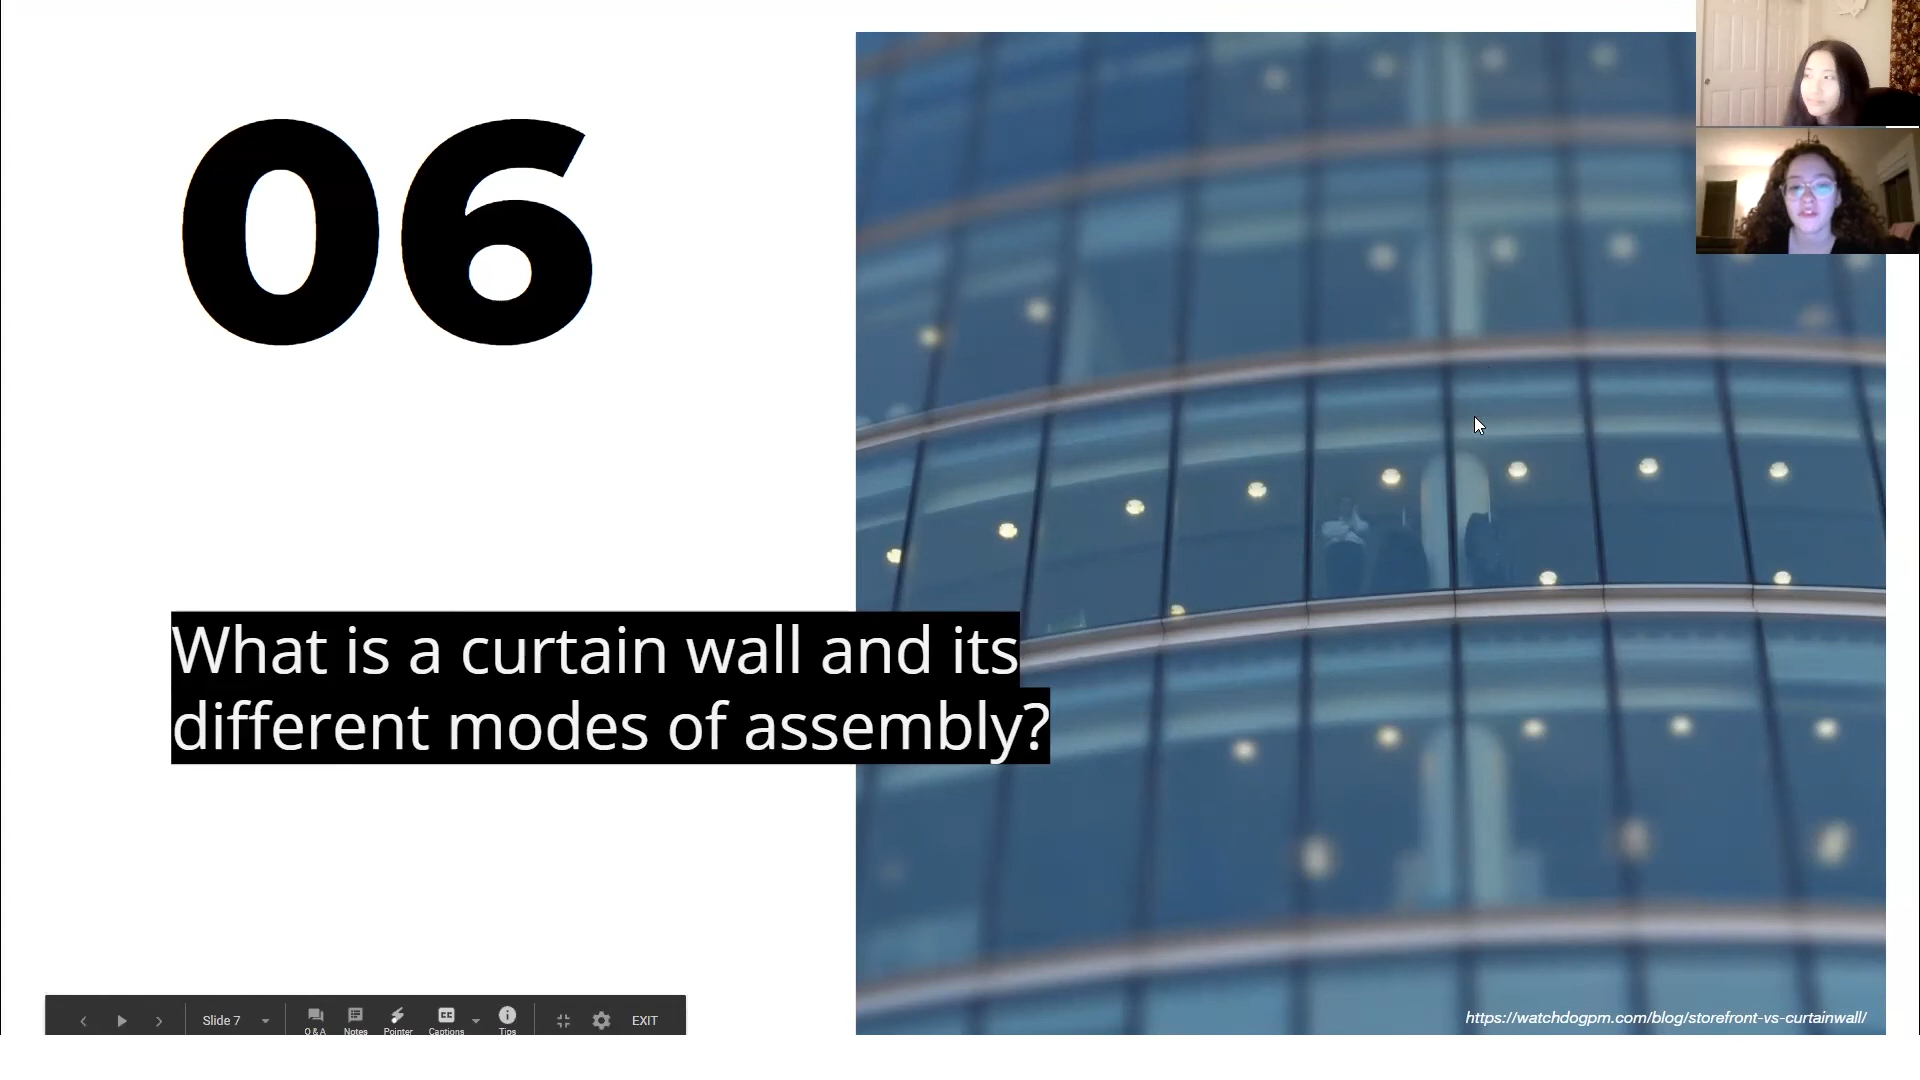 06
What is a curtain wall and its
different modes of assembly?
https://watchdogpm.com/blog/storefront-vs-curtainwall/
Slide 7
Q & A
Notes
Pointer
CC
Captions
Tips
EXIT